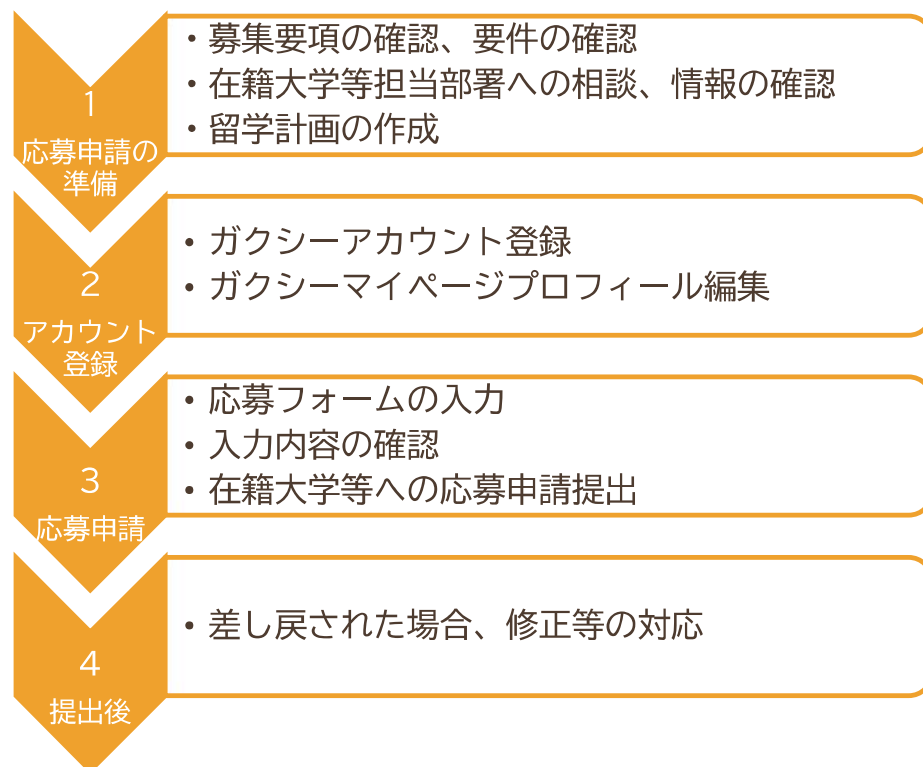 1
応募申請の
準備
・募集要項の確認、要件の確認
・在籍大学等担当部署への相談、情報の確認
・留学計画の作成
2
アカウント
登録
・ガクシーアカウント登録
・ガクシーマイページプロフィール編集
3
応募申請
・応募フォームの入力
・入力内容の確認
・在籍大学等への応募申請提出
4
提出後
・差し戻された場合、修正等の対応